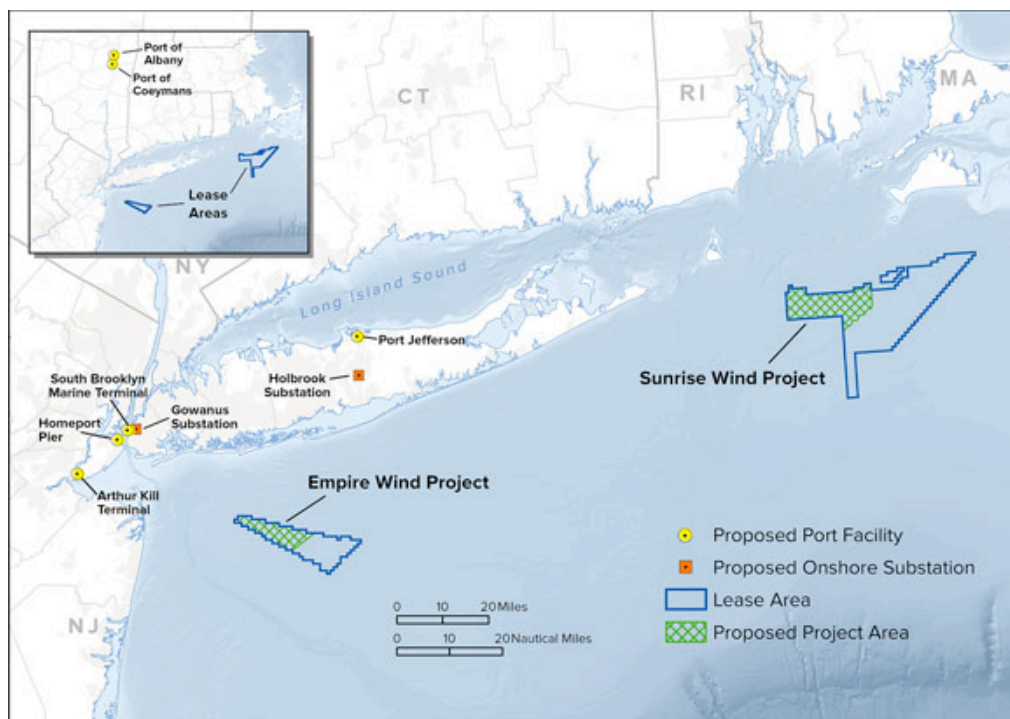 Port of
Albany
Port of
Coeymans
Lease
Areas
CT
RI
MA
NY
Long Island Sound
Port Jefferson
Holbrook
Substation
Sunrise Wind Project
South Brooklyn
Marine Terminal
Gowanus
Substation
Homeport
Pier
Arthur Kill
Terminal
Empire Wind Project
NJ
Proposed Port Facility
Proposed Onshore Substation
Lease Area
Proposed Project Area
0 10 20 Miles
0 10 20 Nautical Miles